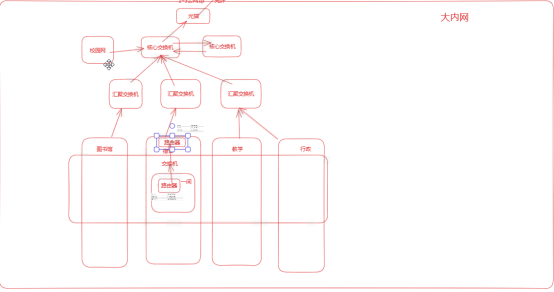 大内网
光猫
校园网
核心交换机
核心交换机
汇聚交换机
汇聚交换机
汇聚交换机
图书馆
路由器
教学
行政
交换机
路由器
一间